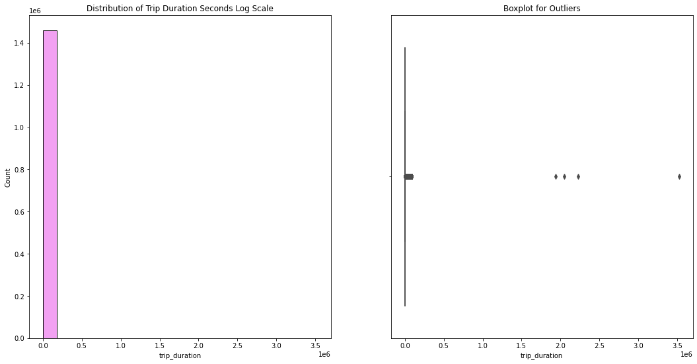 Distribution of Trip Duration Seconds Log Scale
1e6
1.4
1.2
1.0
0.8
0.6
0.4
0.2
0.0
Count
0.0 0.5 1.0 1.5 2.0 2.5 3.0 3.5
1e6
trip_duration
Boxplot for Outliers
0.0 0.5 1.0 1.5 2.0 2.5 3.0 3.5
1e6
trip_duration